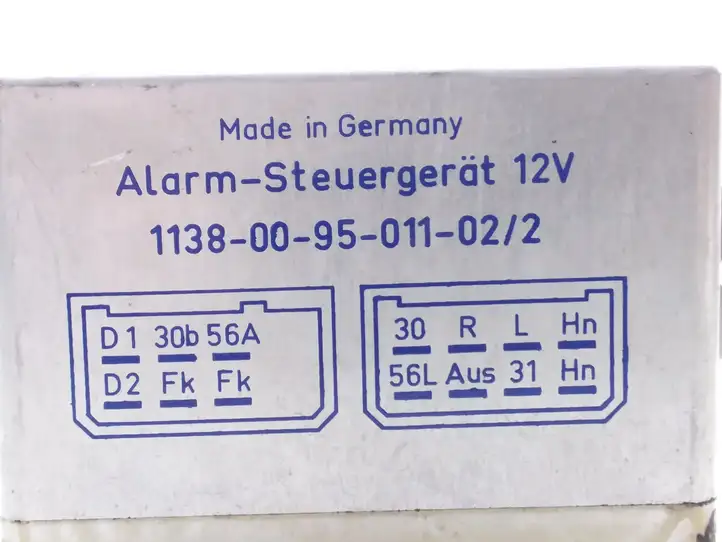 Made in Germany
Alarm-Steuergerät 12V
1138-00-95-011-02/2
D1 30b 56A
D2 Fk Fk
30 R L Hn
56L Aus 31 Hn